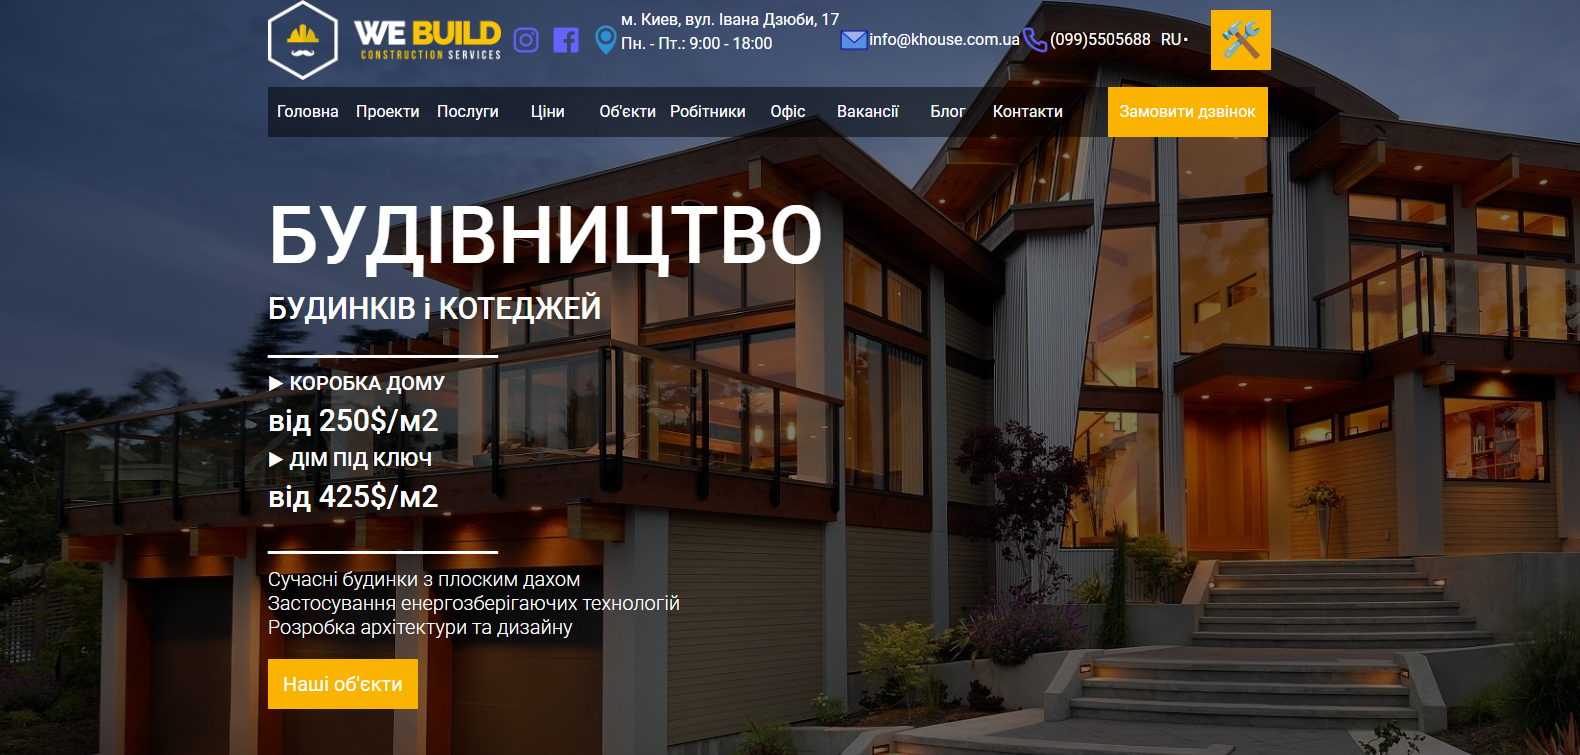 WE BUILD
CONSTRUCTION SERVICES
м. Киев, вул. Івана Дзюби, 17
Пн. - Пт.: 9:00 - 18:00
info@khouse.com.ua
(099)5505688
RU
Головна Проекти Послуги Ціни Об'єкти Робітники Офіс Вакансії Блог Контакти
Замовити дзвінок
БУДІВНИЦТВО
БУДИНКІВ і КОТЕДЖЕЙ
► КОРОБКА ДОМУ
від 250$/м2
► ДІМ ПІД КЛЮЧ
від 425$/м2
Сучасні будинки з плоским дахом
Застосування енергозберігаючих технологій
Розробка архітектури та дизайну
Наші об'єкти